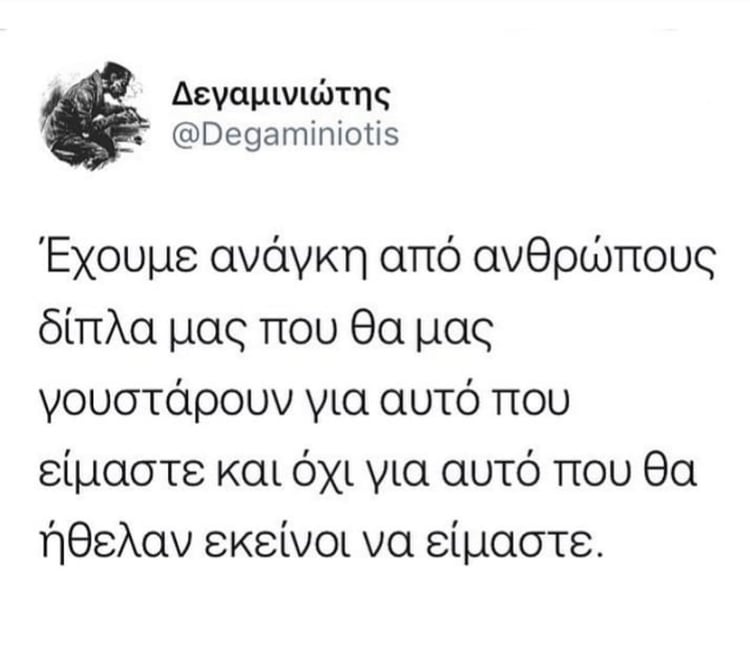 Δεγαμινιώτης
@Degaminiotis
Έχουμε ανάγκη από ανθρώπους
δίπλα μας που θα μας
γουστάρουν για αυτό που
είμαστε και όχι για αυτό που θα
ήθελαν εκείνοι να είμαστε.